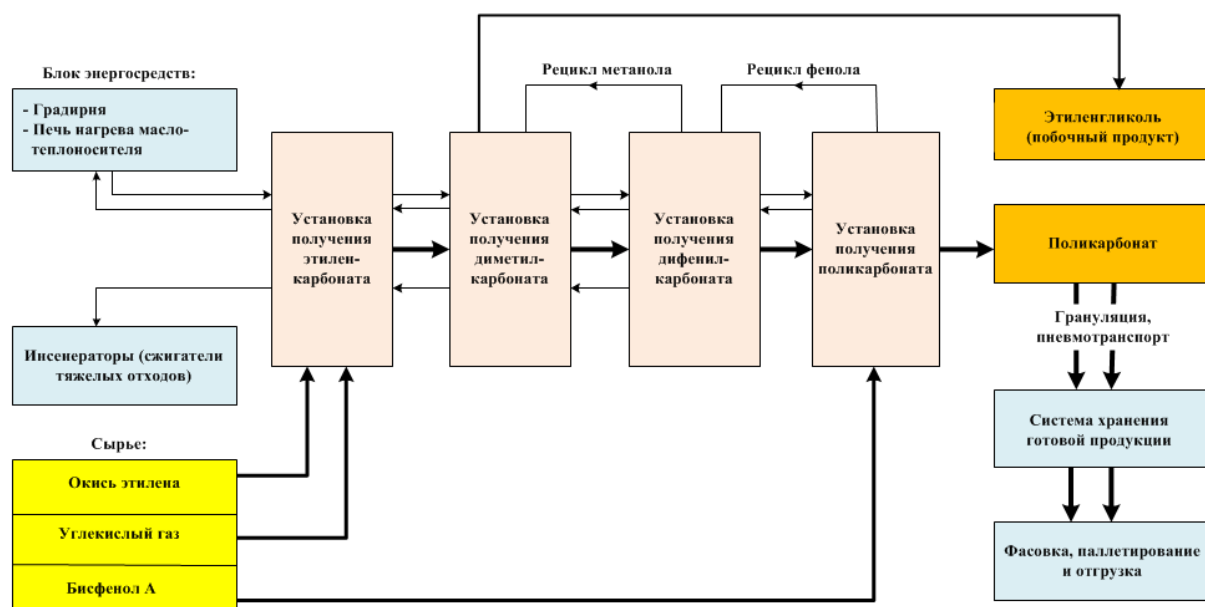 Блок энергосредств:
- Градирня
- Печь нагрева масло-
теплоносителя
Рецикл метанола
Рецикл фенола
Этиленгликоль
(побочный продукт)
Установка
получения
этилен-
карбоната
Установка
получения
диметил-
карбоната
Установка
получения
дифенил-
карбоната
Установка
получения
поликарбоната
Поликарбонат
Грануляция,
пневмотранспорт
Инсенераторы (сжигатели
тяжелых отходов)
Система хранения
готовой продукции
Сырье:
Окись этилена
Углекислый газ
Бисфенол А
Фасовка, паллетирование
и отгрузка